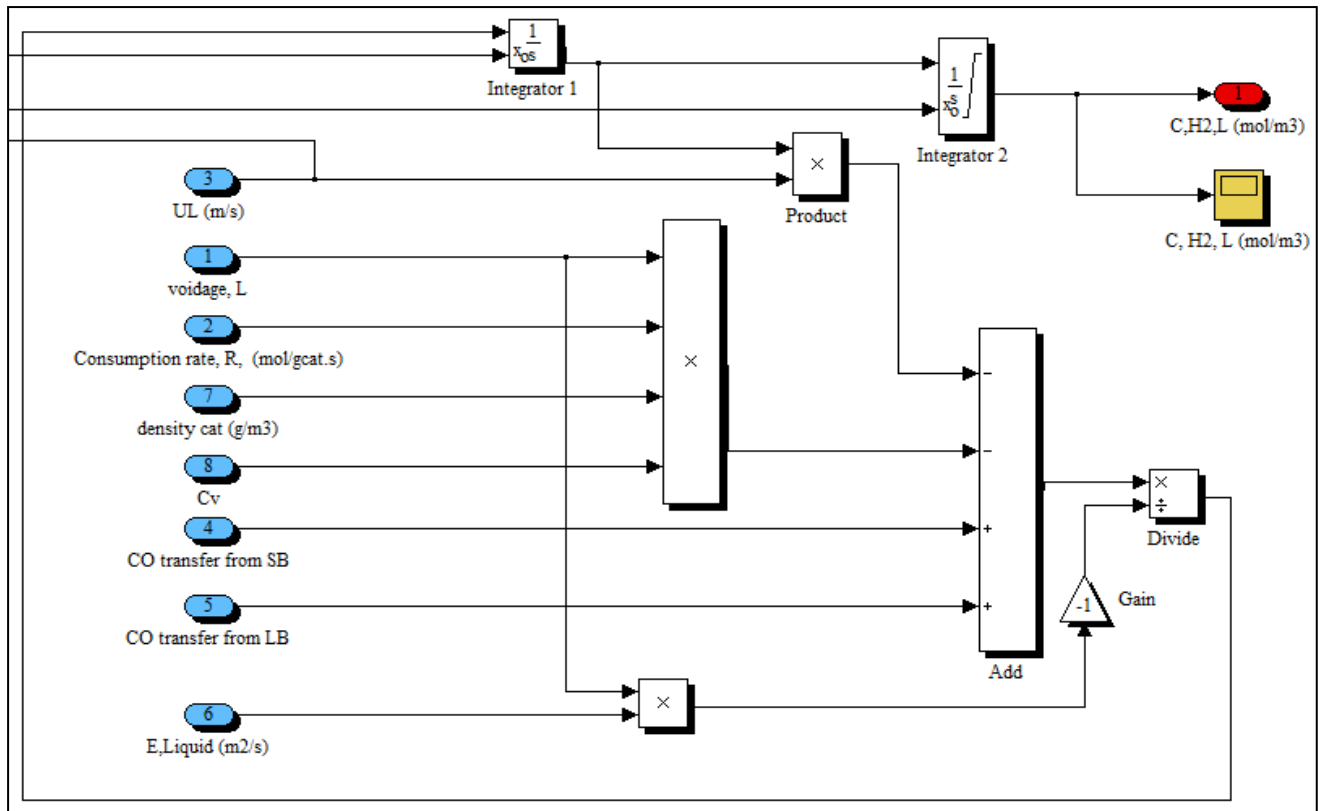 1
x₀s
Integrator 1
1
x₀s
Integrator 2
1
C,H2,L (mol/m3)
3
UL (m/s)
×
Product
C, H2, L (mol/m3)
1
voidage, L
2
Consumption rate, R,  (mol/gcat.s)
×
7
density cat (g/m3)
8
Cv
−
−
+
+
Add
×
÷
Divide
4
CO transfer from SB
5
CO transfer from LB
-1
Gain
×
6
E,Liquid (m2/s)